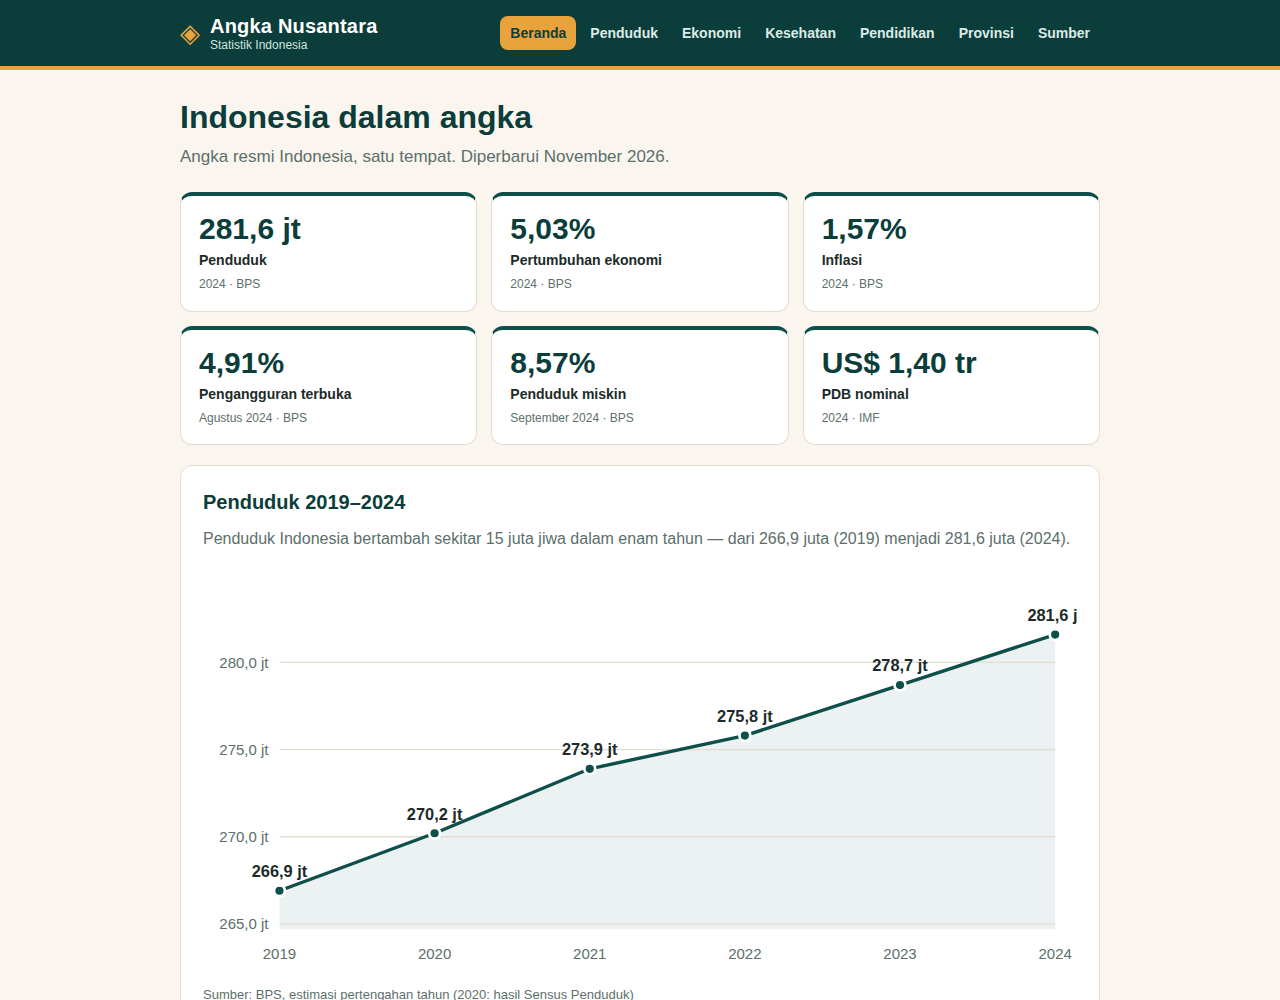 ◈ Angka Nusantara
Statistik Indonesia
Beranda Penduduk Ekonomi Kesehatan Pendidikan Provinsi Sumber
Indonesia dalam angka
Angka resmi Indonesia, satu tempat. Diperbarui November 2026.
281,6 jt
Penduduk
2024 · BPS
5,03%
Pertumbuhan ekonomi
2024 · BPS
1,57%
Inflasi
2024 · BPS
4,91%
Pengangguran terbuka
Agustus 2024 · BPS
8,57%
Penduduk miskin
September 2024 · BPS
US$ 1,40 tr
PDB nominal
2024 · IMF
Penduduk 2019–2024
Penduduk Indonesia bertambah sekitar 15 juta jiwa dalam enam tahun — dari 266,9 juta (2019) menjadi 281,6 juta (2024).
281,6 j
280,0 jt
278,7 jt
275,8 jt
275,0 jt
273,9 jt
270,2 jt
270,0 jt
266,9 jt
265,0 jt
2019 2020 2021 2022 2023 2024
Sumber: BPS, estimasi pertengahan tahun (2020: hasil Sensus Penduduk)